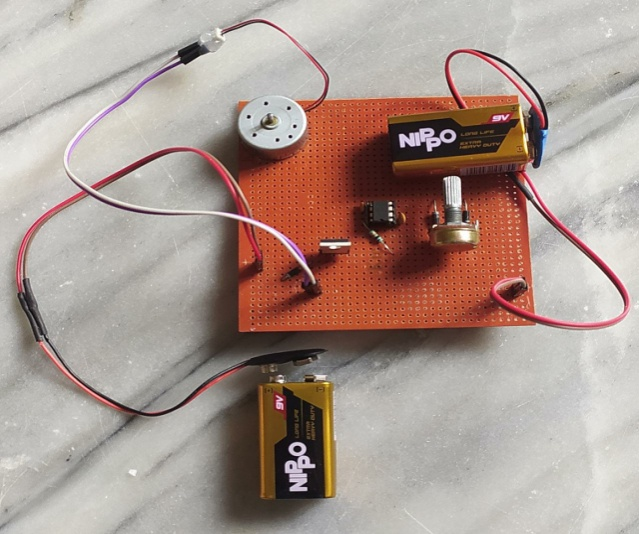 9V
NIPPO
LONG LIFE
EXTRA
HEAVY DUTY
9V
NIPPO
LONG LIFE
EXTRA
HEAVY DUTY